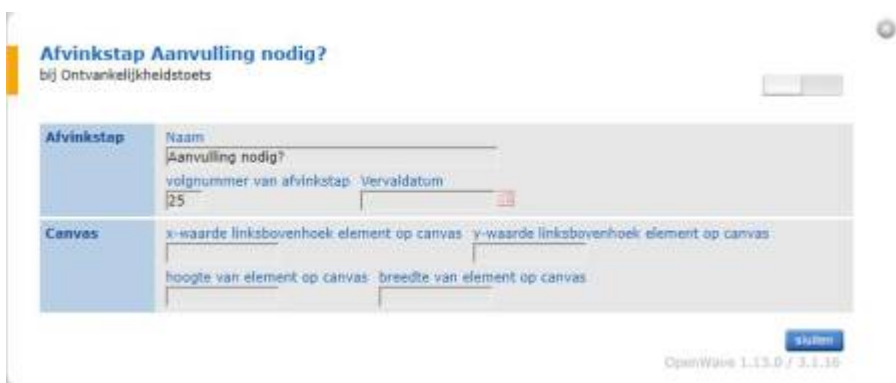 Afvinkstap Aanvulling nodig?
bij Ontvankelijkheidstoets
Afvinkstap Naam
Aanvulling nodig?
volgnummer van afvinkstap Vervaldatum
25
Canvas x-waarde linksbovenhoek element op canvas y-waarde linksbovenhoek element op canvas
hoogte van element op canvas breedte van element op canvas
sluiten
OpenWave 1.13.0 / 3.1.16